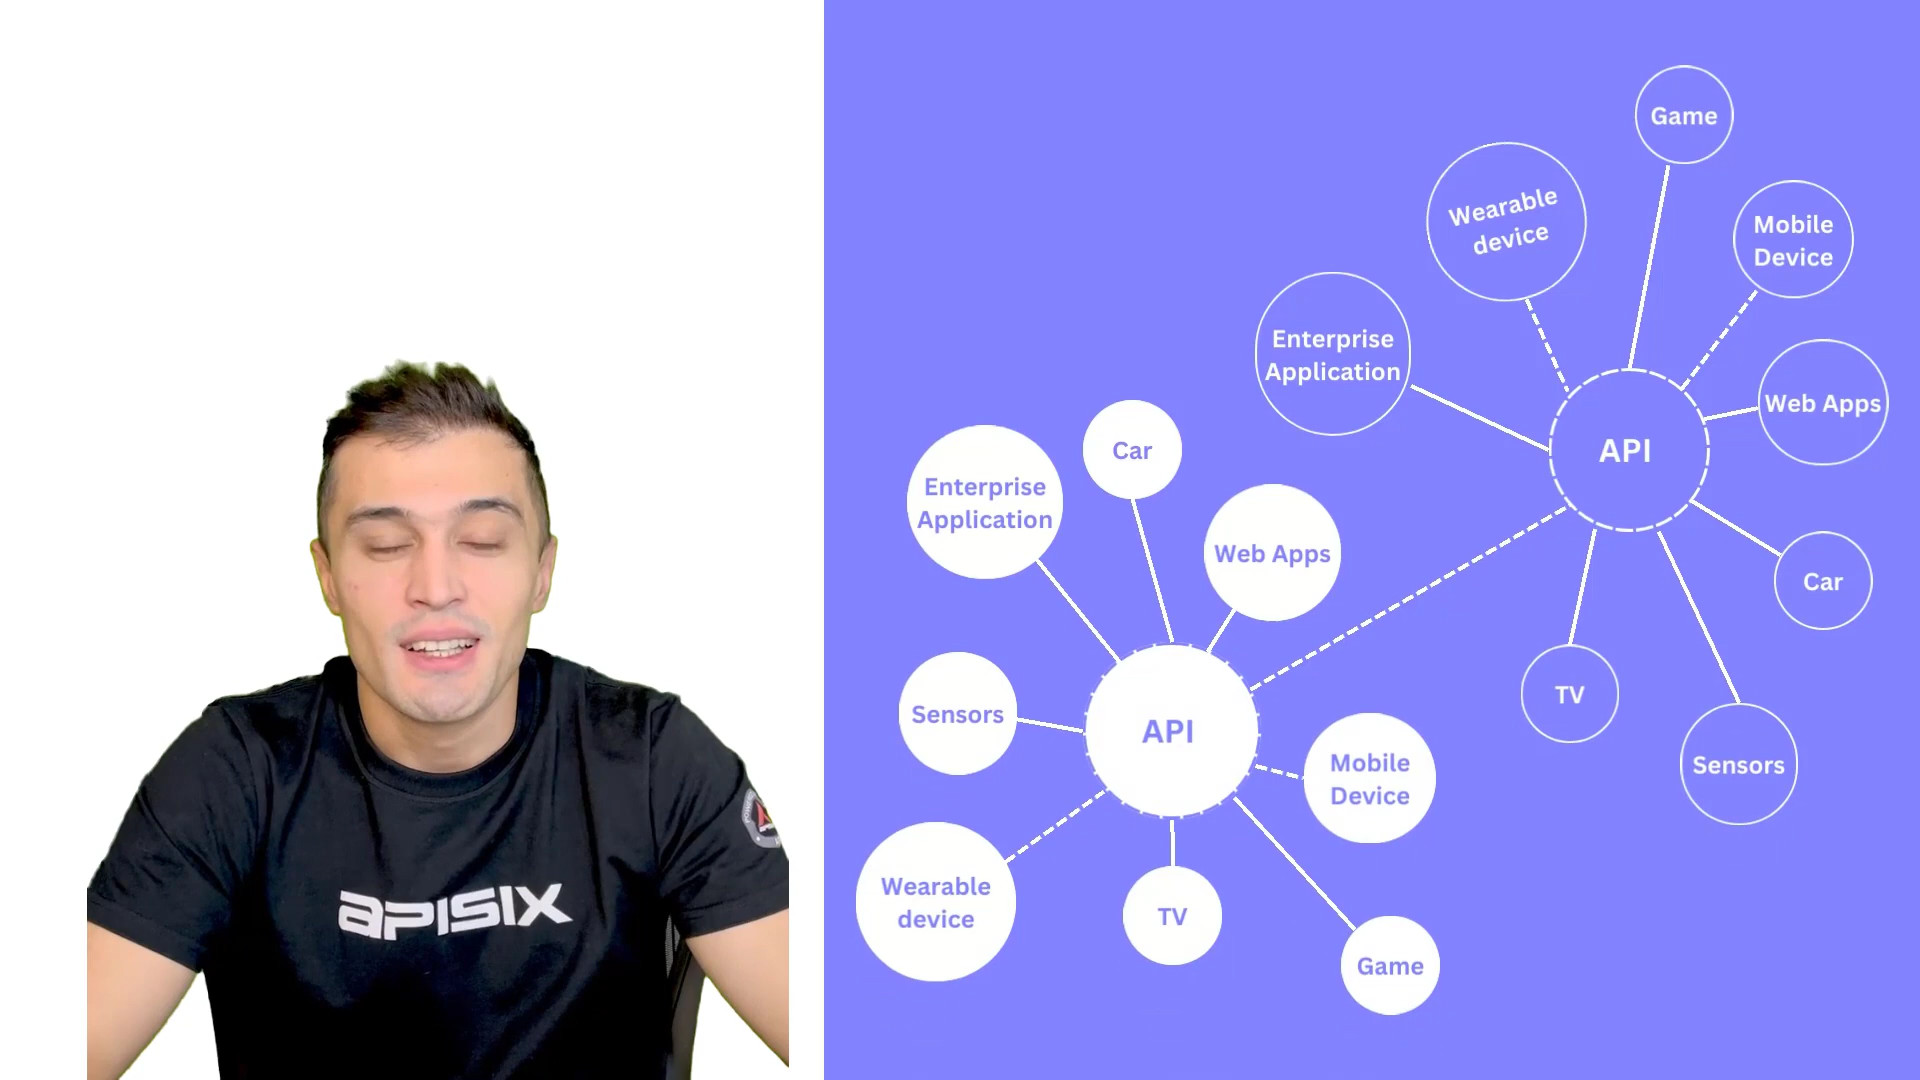 Game
Wearable
device
Mobile
Device
Enterprise
Application
Web Apps
API
Car
TV
Sensors
Enterprise
Application
Car
Web Apps
Sensors
API
Mobile
Device
Wearable
device
TV
Game
apisix